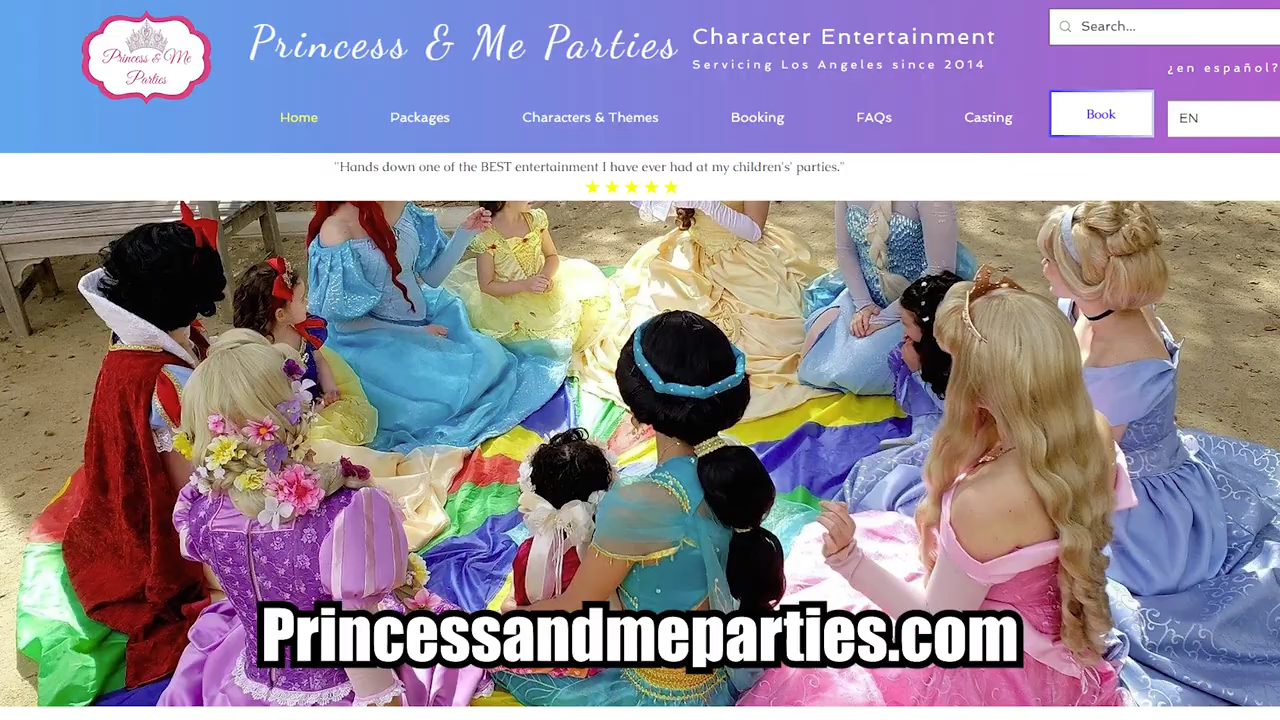 Princess & Me
Parties
Princess & Me Parties
Character Entertainment
Servicing Los Angeles since 2014
Search...
¿en español?
Home
Packages
Characters & Themes
Booking
FAQs
Casting
Book
EN
"Hands down one of the BEST entertainment I have ever had at my children's' parties."
Princessandmeparties.com